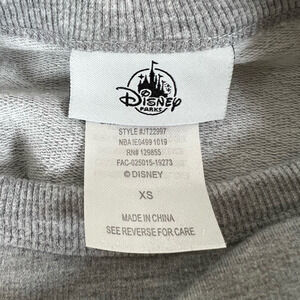 Disney
PARKS
STYLE #JT22997
NBA IE0499 1019
RN# 129855
FAC-025015-19273
© DISNEY
XS
MADE IN CHINA
SEE REVERSE FOR CARE